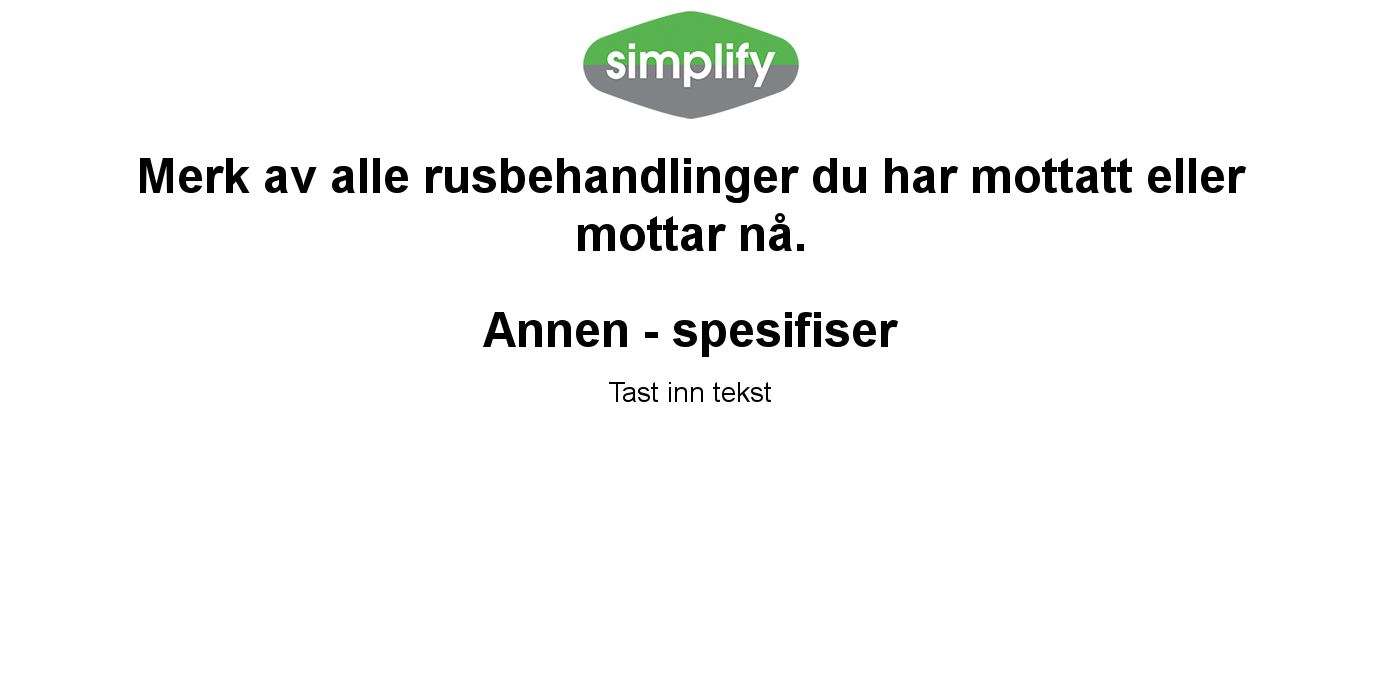 simplify
Merk av alle rusbehandlinger du har mottatt eller
mottar nå.
Annen - spesifiser
Tast inn tekst